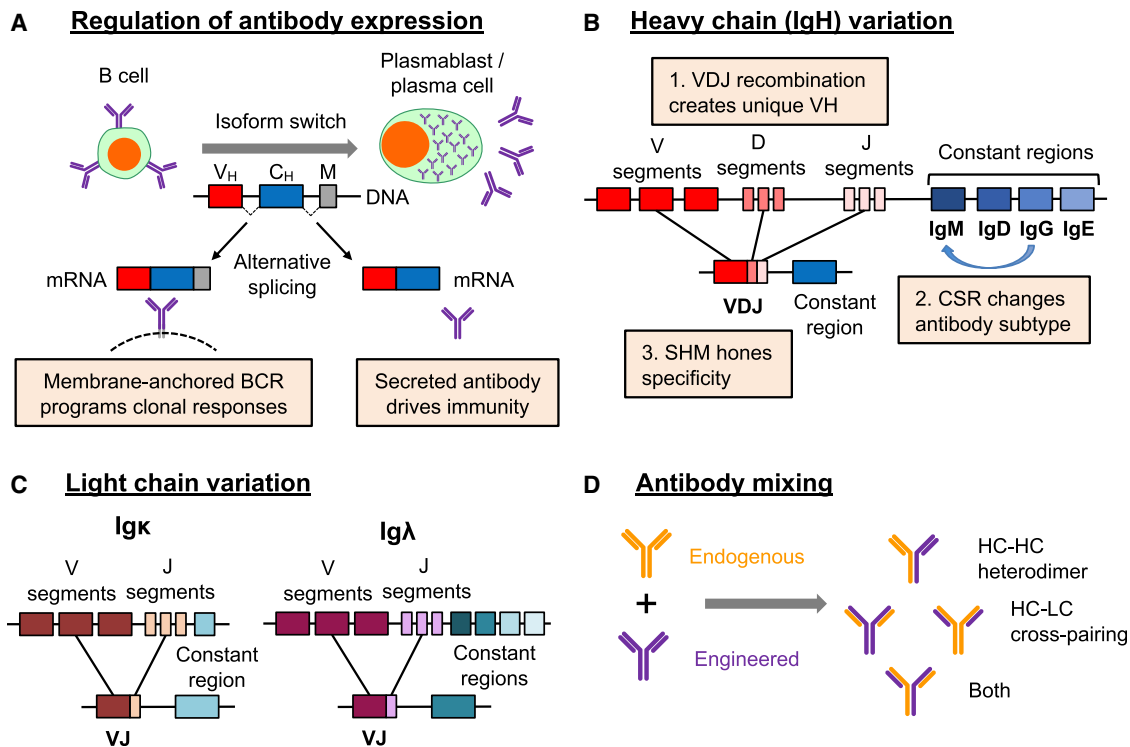 A Regulation of antibody expression
B cell
Plasmablast /
plasma cell
Isoform switch
VH CH M
DNA
mRNA
Alternative
splicing
mRNA
Membrane-anchored BCR
programs clonal responses
Secreted antibody
drives immunity
B Heavy chain (IgH) variation
1. VDJ recombination
creates unique VH
V
segments
D
segments
J
segments
Constant regions
IgM IgD IgG IgE
VDJ
Constant
region
2. CSR changes
antibody subtype
3. SHM hones
specificity
C Light chain variation
Igκ
V
segments
J
segments
Constant
region
VJ
Igλ
V
segments
J
segments
Constant
regions
VJ
D Antibody mixing
Endogenous
+
Engineered
HC-HC
heterodimer
HC-LC
cross-pairing
Both